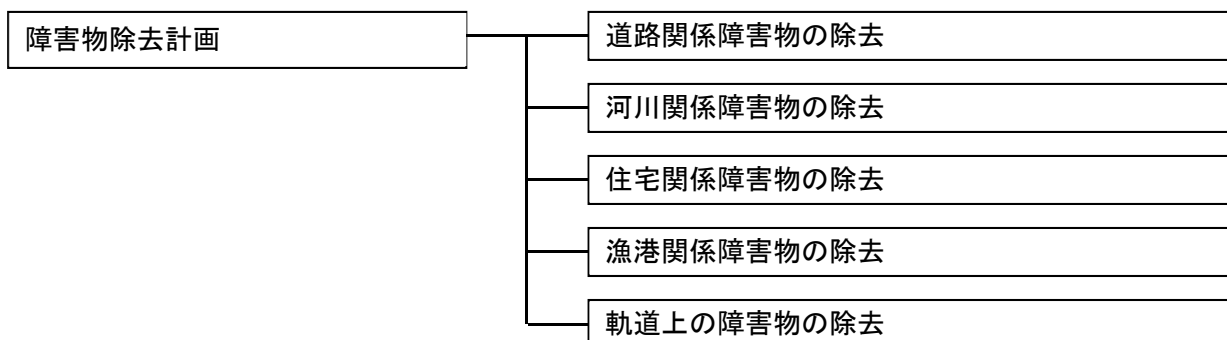 障害物除去計画
道路関係障害物の除去
河川関係障害物の除去
住宅関係障害物の除去
漁港関係障害物の除去
軌道上の障害物の除去